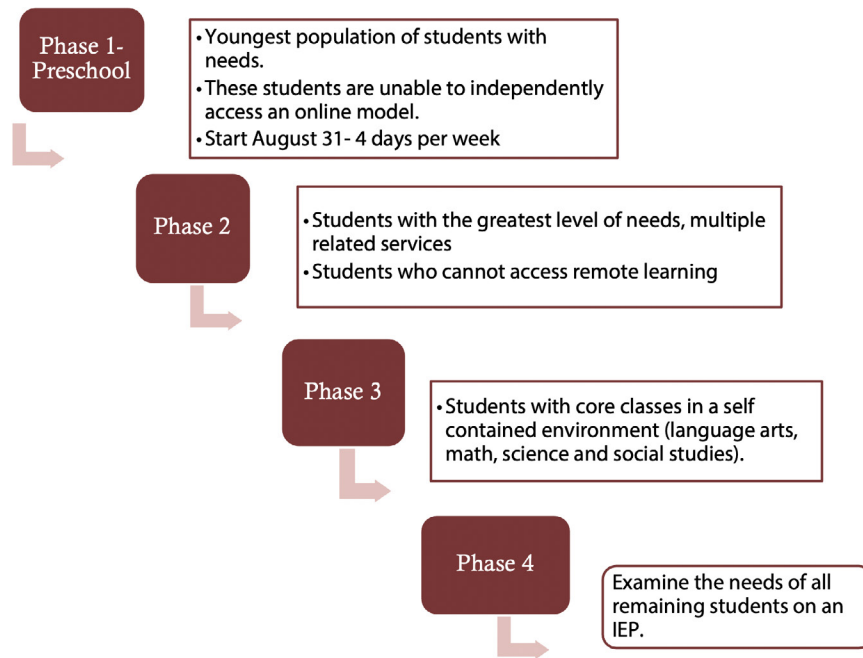 Phase 1-
Preschool
•Youngest population of students with
needs.
•These students are unable to independently
access an online model.
•Start August 31- 4 days per week
Phase 2
•Students with the greatest level of needs, multiple
related services
•Students who cannot access remote learning
Phase 3
•Students with core classes in a self
contained environment (language arts,
math, science and social studies).
Phase 4
Examine the needs of all
remaining students on an
IEP.